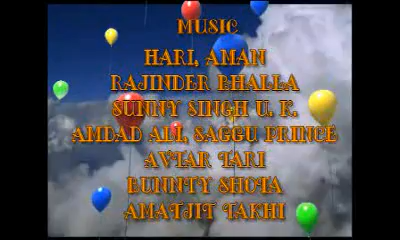 MUSIC
HARI, AMAN
RAJINDER BHALLA
SUNNY SINGH U. K.
AMDAD ALI, SAGGU PRINCE
AVTAR TARI
BUNNTY SHOTA
AMATJIT TAKHI